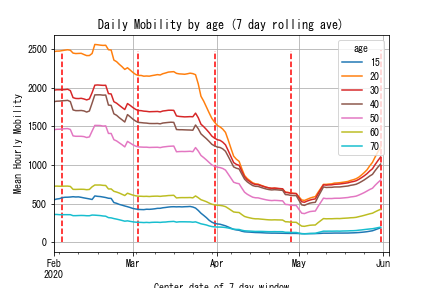 Daily Mobility by age (7 day rolling ave)
Mean Hourly Mobility
2500
2000
1500
1000
500
0
age
15
20
30
40
50
60
70
Feb
2020
Mar
Apr
May
Jun
Center date of 7 day window